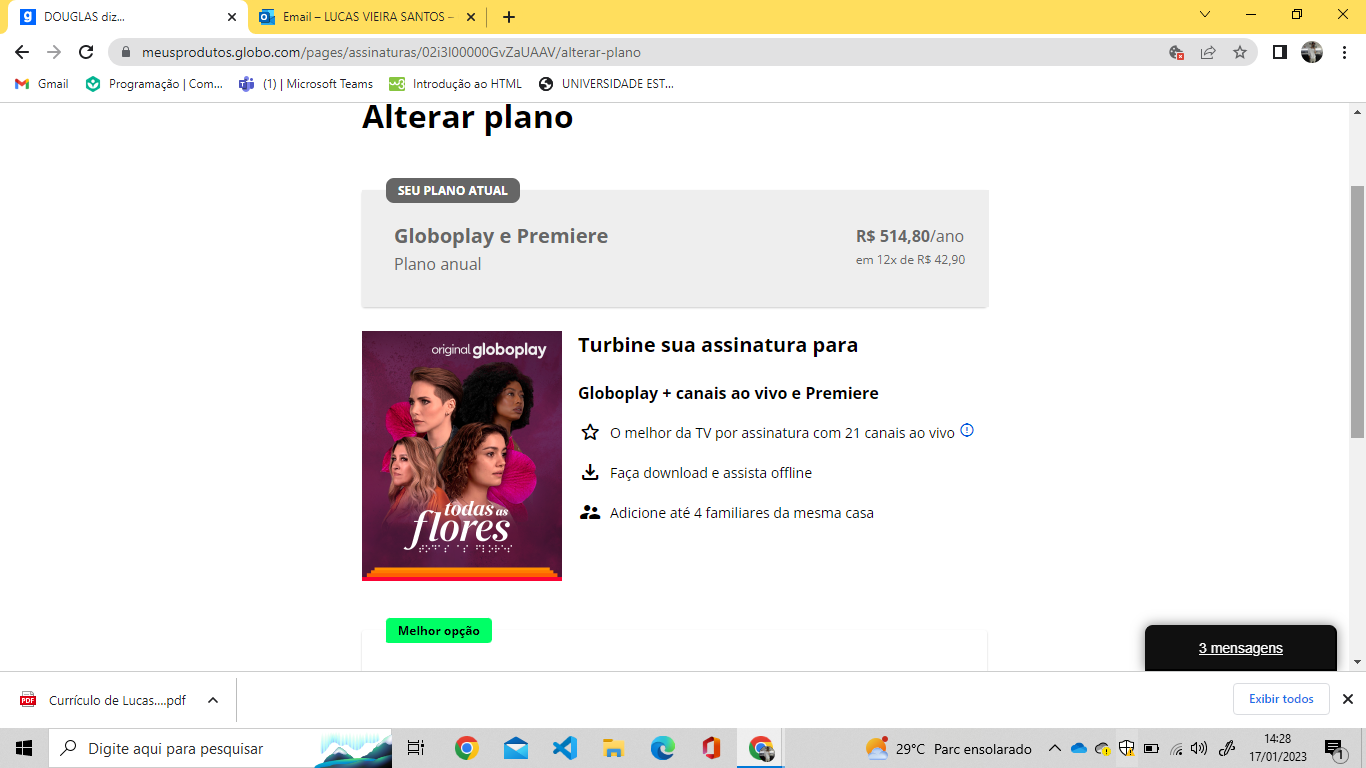 DOUGLAS diz...
Email – LUCAS VIEIRA SANTOS –
meusprodutos.globo.com/pages/assinaturas/02i3l00000GvZaUAAV/alterar-plano
Gmail
Programação | Com...
(1) | Microsoft Teams
Introdução ao HTML
UNIVERSIDADE EST...
Alterar plano
SEU PLANO ATUAL
Globoplay e Premiere
R$ 514,80/ano
Plano anual
em 12x de R$ 42,90
original globoplay
todas as
flores
Turbine sua assinatura para
Globoplay + canais ao vivo e Premiere
O melhor da TV por assinatura com 21 canais ao vivo
Faça download e assista offline
Adicione até 4 familiares da mesma casa
Melhor opção
3 mensagens
PDF
Currículo de Lucas....pdf
Exibir todos
Digite aqui para pesquisar
29°C Parc ensolarado
14:28
17/01/2023
1